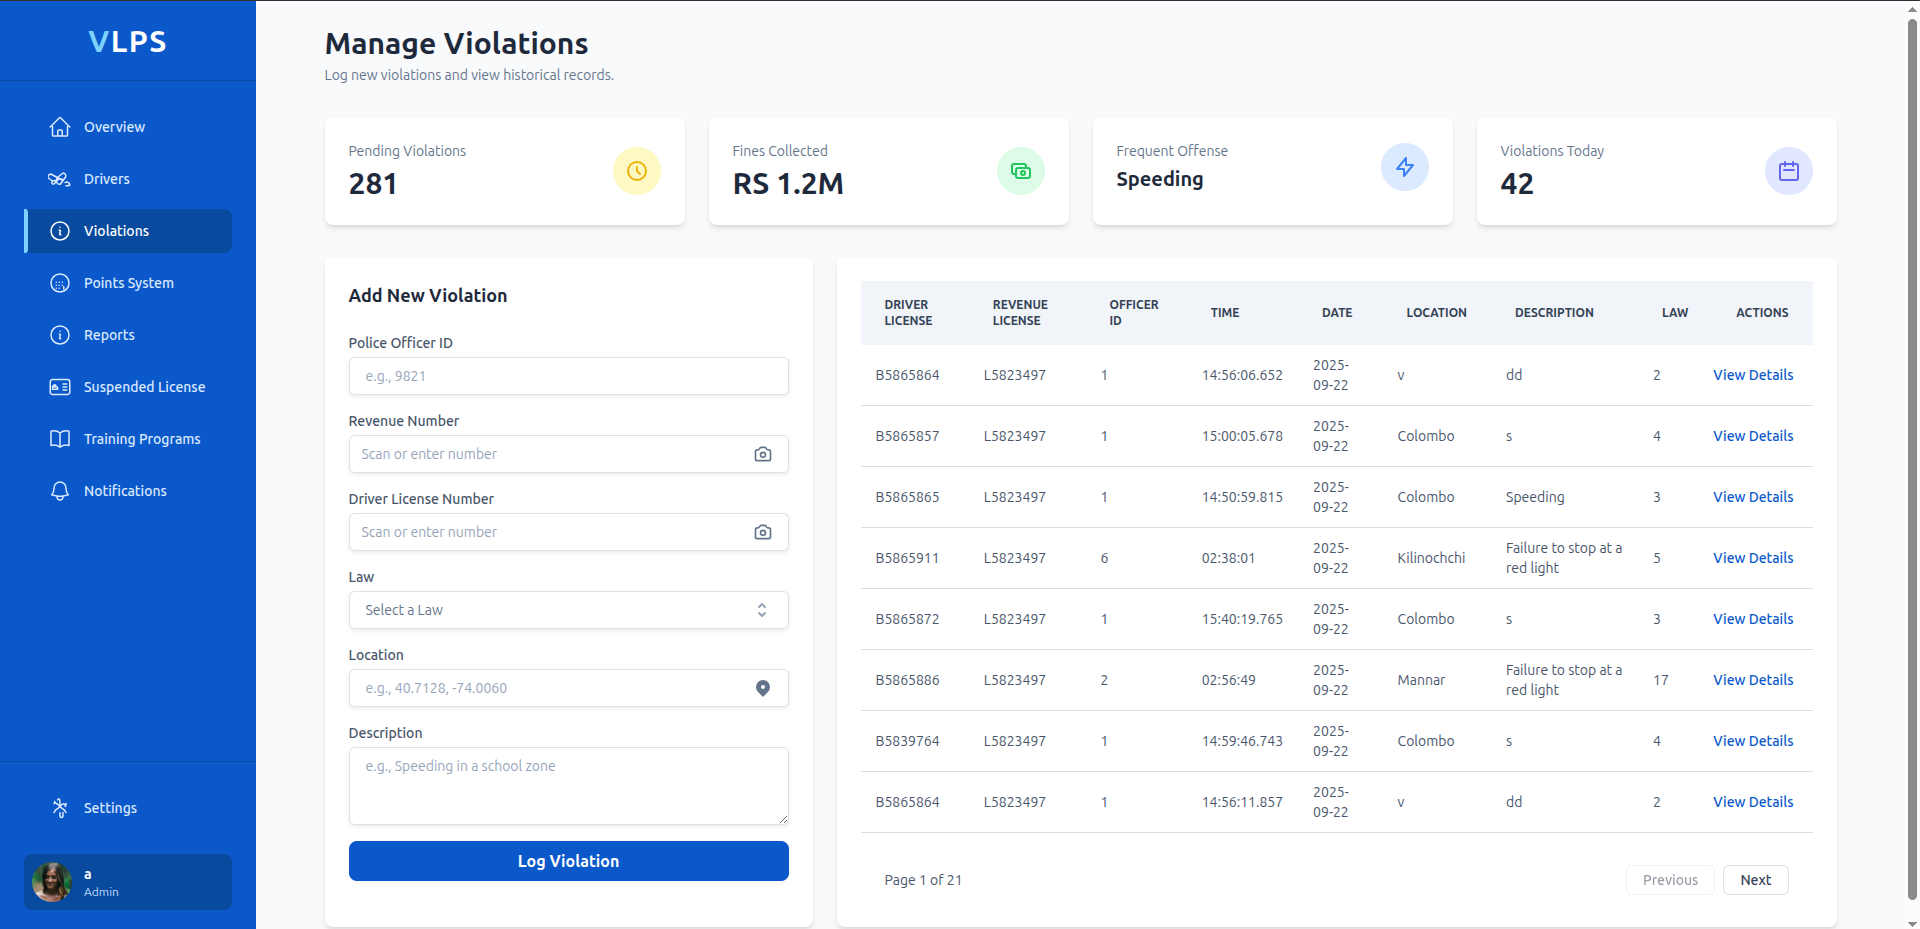 VLPS
Overview
Drivers
Violations
Points System
Reports
Suspended License
Training Programs
Notifications
Settings
a
Admin
Manage Violations
Log new violations and view historical records.
Pending Violations
281
Fines Collected
RS 1.2M
Frequent Offense
Speeding
Violations Today
42
Add New Violation
Police Officer ID
e.g., 9821
Revenue Number
Scan or enter number
Driver License Number
Scan or enter number
Law
Select a Law
Location
e.g., 40.7128, -74.0060
Description
e.g., Speeding in a school zone
Log Violation
DRIVER LICENSE REVENUE LICENSE OFFICER ID TIME DATE LOCATION DESCRIPTION LAW ACTIONS
B5865864 L5823497 1 14:56:06.652 2025-09-22 v dd 2 View Details
B5865857 L5823497 1 15:00:05.678 2025-09-22 Colombo s 4 View Details
B5865865 L5823497 1 14:50:59.815 2025-09-22 Colombo Speeding 3 View Details
B5865911 L5823497 6 02:38:01 2025-09-22 Kilinochchi Failure to stop at a red light 5 View Details
B5865872 L5823497 1 15:40:19.765 2025-09-22 Colombo s 3 View Details
B5865886 L5823497 2 02:56:49 2025-09-22 Mannar Failure to stop at a red light 17 View Details
B5839764 L5823497 1 14:59:46.743 2025-09-22 Colombo s 4 View Details
B5865864 L5823497 1 14:56:11.857 2025-09-22 v dd 2 View Details
Page 1 of 21
Previous
Next